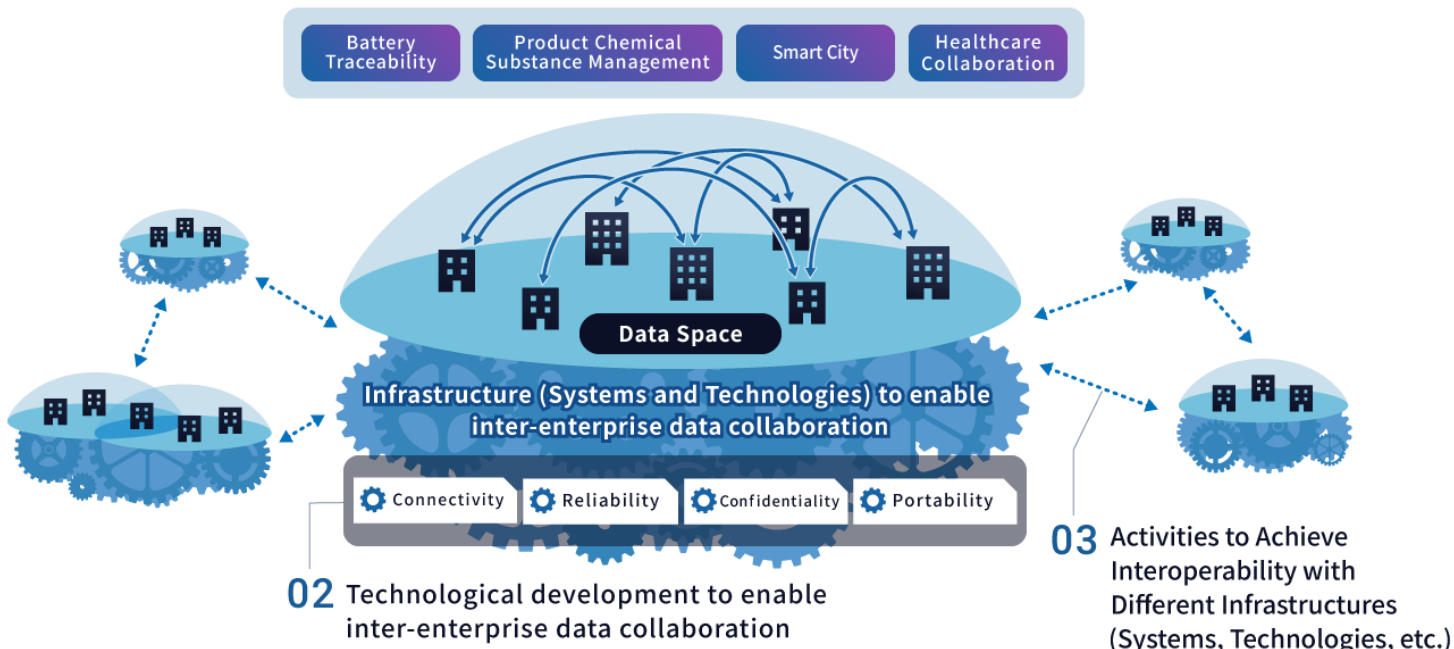 Battery
Traceability
Product Chemical
Substance Management
Smart City
Healthcare
Collaboration
Data Space
Infrastructure (Systems and Technologies) to enable
inter-enterprise data collaboration
Connectivity
Reliability
Confidentiality
Portability
02 Technological development to enable
inter-enterprise data collaboration
03 Activities to Achieve
Interoperability with
Different Infrastructures
(Systems, Technologies, etc.)